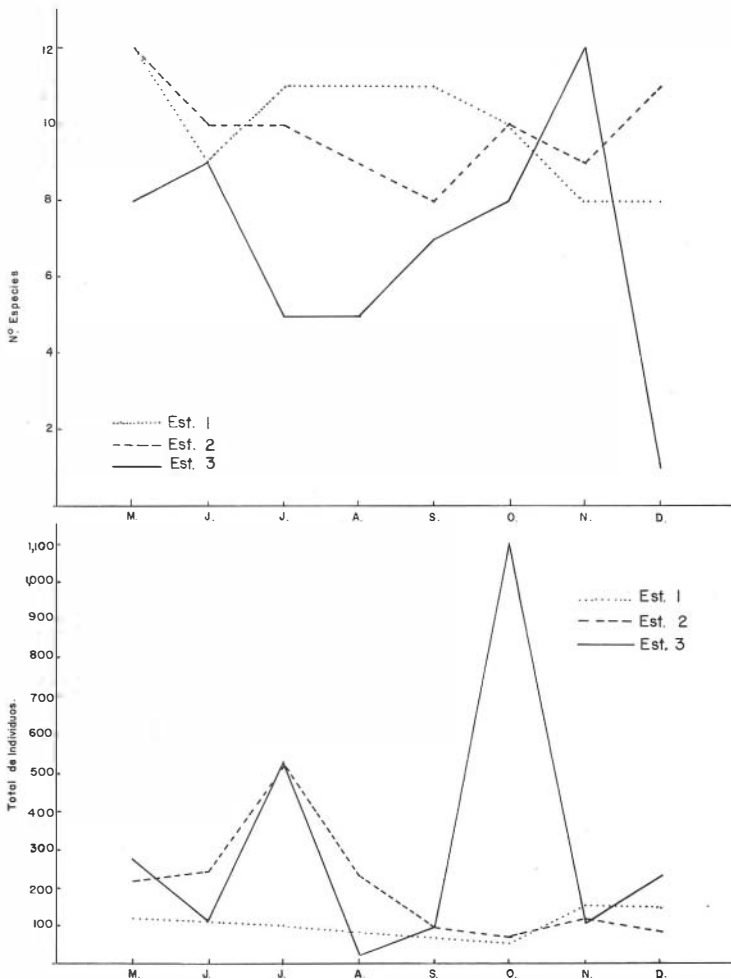 12
10
8
6
4
2
Nº Especies
Est. 1
Est. 2
Est. 3
M. J. J. A. S. O. N. D.
1,100
1,000
900
800
700
600
500
400
300
200
100
Total de Individuos.
Est. 1
Est. 2
Est. 3
M. J. J. A. S. O. N. D.